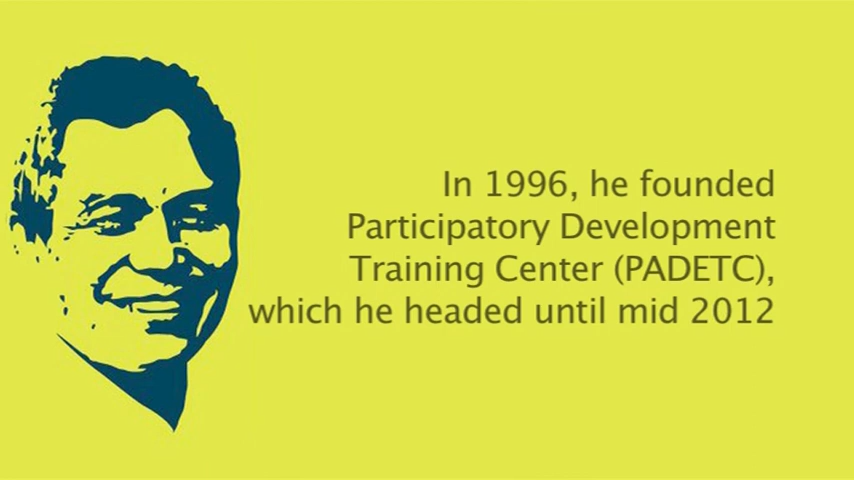 In 1996, he founded
Participatory Development
Training Center (PADETC),
which he headed until mid 2012